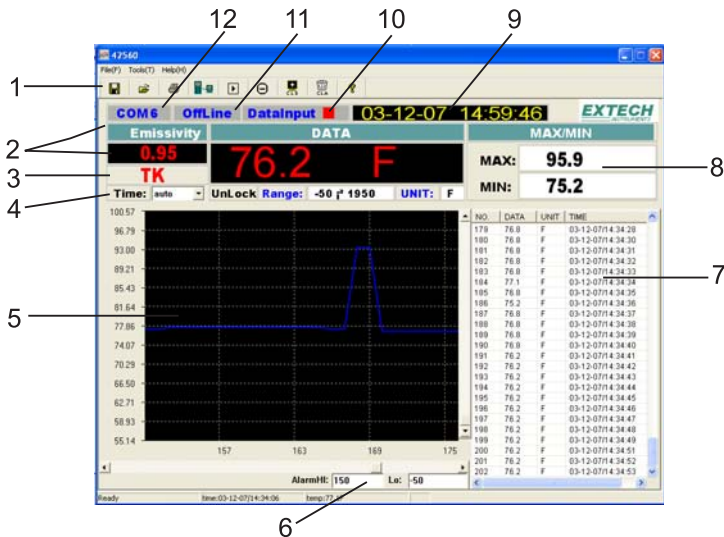 12
11
10
9
42560
File(F) Tools(T) Help(H)
1
CLR
CLR
COM 6 OffLine DataInput 03-12-07 14:59:46 EXTECH
INSTRUMENTS
2
Emissivity DATA MAX/MIN
0.95 76.2 F
MAX: 95.9
8
3
TK
MIN: 75.2
4
Time: auto UnLock Range: -50 ¡ª 1950 UNIT: F
NO. DATA UNIT TIME
179 76.8 F 03-12-07/14:34:28
180 76.8 F 03-12-07/14:34:30
181 76.8 F 03-12-07/14:34:31
182 76.8 F 03-12-07/14:34:32
183 76.8 F 03-12-07/14:34:33
184 77.1 F 03-12-07/14:34:34
185 76.8 F 03-12-07/14:34:35
186 75.2 F 03-12-07/14:34:36
187 76.8 F 03-12-07/14:34:37
188 76.8 F 03-12-07/14:34:38
189 76.8 F 03-12-07/14:34:39
190 76.8 F 03-12-07/14:34:40
191 76.2 F 03-12-07/14:34:41
192 76.2 F 03-12-07/14:34:42
193 76.2 F 03-12-07/14:34:43
194 76.2 F 03-12-07/14:34:44
195 76.2 F 03-12-07/14:34:45
196 76.2 F 03-12-07/14:34:46
197 76.2 F 03-12-07/14:34:47
198 76.2 F 03-12-07/14:34:48
199 76.2 F 03-12-07/14:34:49
200 76.2 F 03-12-07/14:34:51
201 76.2 F 03-12-07/14:34:52
202 76.2 F 03-12-07/14:34:53
7
100.57
96.79
93.00
89.21
85.43
81.64
5
77.86
74.07
70.29
66.50
62.71
58.93
55.14
157 163 169 175
AlarmHI: 150 Lo: -50
Ready time:03-12-07/14:34:06
6